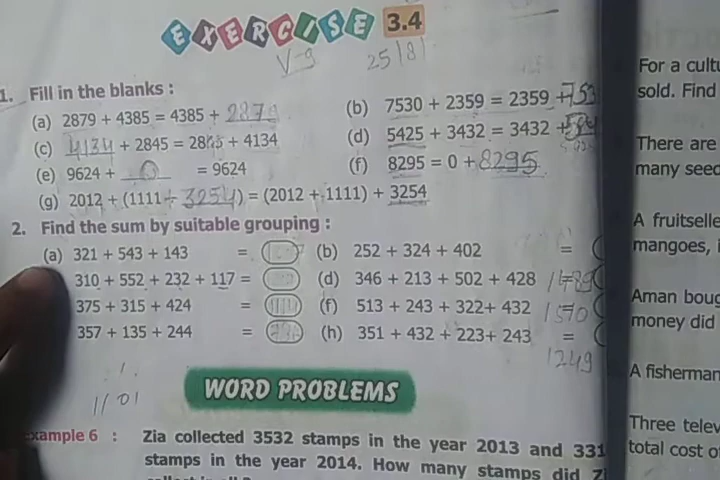 EXERCISE 3.4
V-9 25/8/
1. Fill in the blanks :
(a) 2879 + 4385 = 4385 + 2879
(b) 7530 + 2359 = 2359 + 753
(c) 4134 + 2845 = 2845 + 4134
(d) 5425 + 3432 = 3432 +
(e) 9624 + 0 = 9624
(f) 8295 = 0 + 8295
(g) 2012 + (1111 + 3254) = (2012 + 1111) + 3254
2. Find the sum by suitable grouping :
(a) 321 + 543 + 143 =
(b) 252 + 324 + 402 =
310 + 552 + 232 + 117 =
(d) 346 + 213 + 502 + 428 1489
375 + 315 + 424 =
(f) 513 + 243 + 322+ 432 1510
357 + 135 + 244 =
(h) 351 + 432 + 223+ 243 =
1249
1101
WORD PROBLEMS
Example 6 : Zia collected 3532 stamps in the year 2013 and 331
stamps in the year 2014. How many stamps did Zi
For a cultu
sold. Find
There are
many seed
A fruitselle
mangoes,
Aman boug
money did
A fisherman
Three telev
total cost o